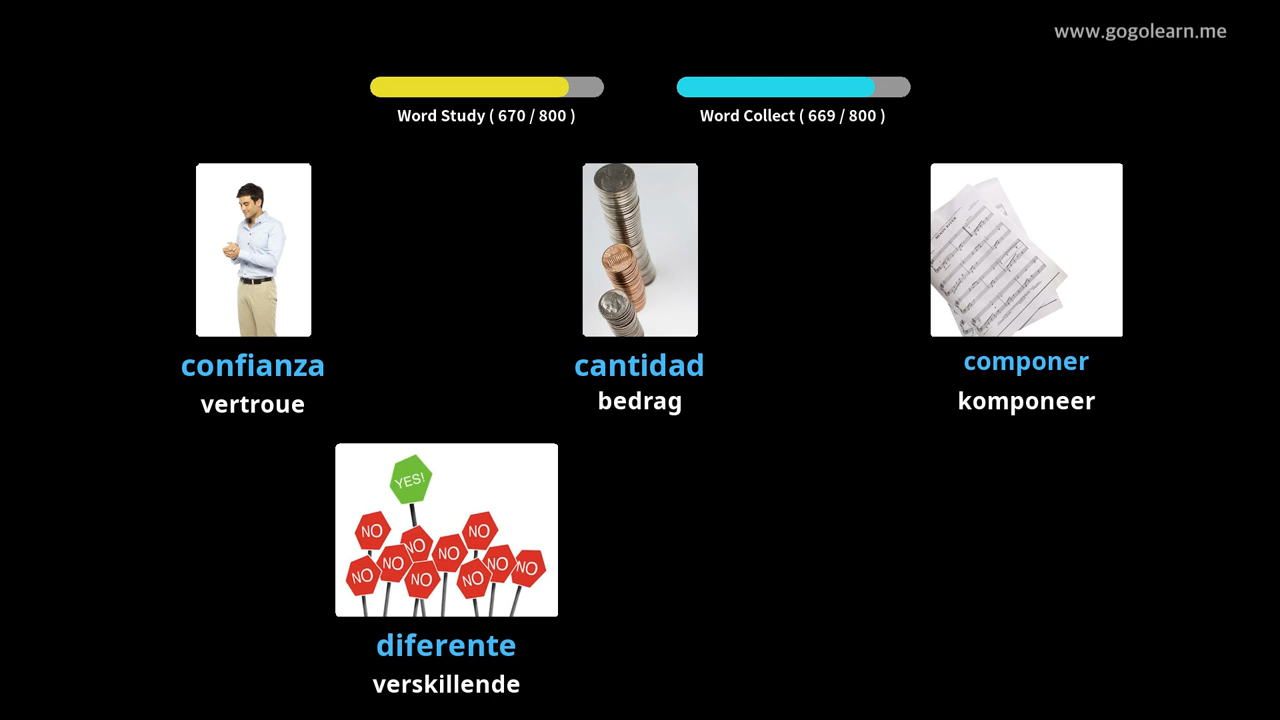 www.gogolearn.me
Word Study ( 670 / 800 )
Word Collect ( 669 / 800 )
confianza
vertroue
cantidad
bedrag
componer
komponeer
YES!
NO
NO
NO
NO
NO
NO
NO
NO
NO
NO
diferente
verskillende